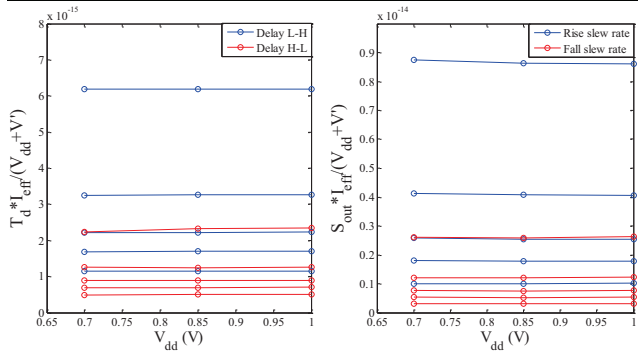 x 10⁻¹⁵
8
7
6
5
4
3
2
1
0
0.65 0.7 0.75 0.8 0.85 0.9 0.95 1
V_dd (V)
T_d*I_eff/(V_dd+V')
Delay L-H
Delay H-L
x 10⁻¹⁴
0.9
0.8
0.7
0.6
0.5
0.4
0.3
0.2
0.1
0
0.65 0.7 0.75 0.8 0.85 0.9 0.95 1
V_dd (V)
S_out*I_eff/(V_dd+V')
Rise slew rate
Fall slew rate